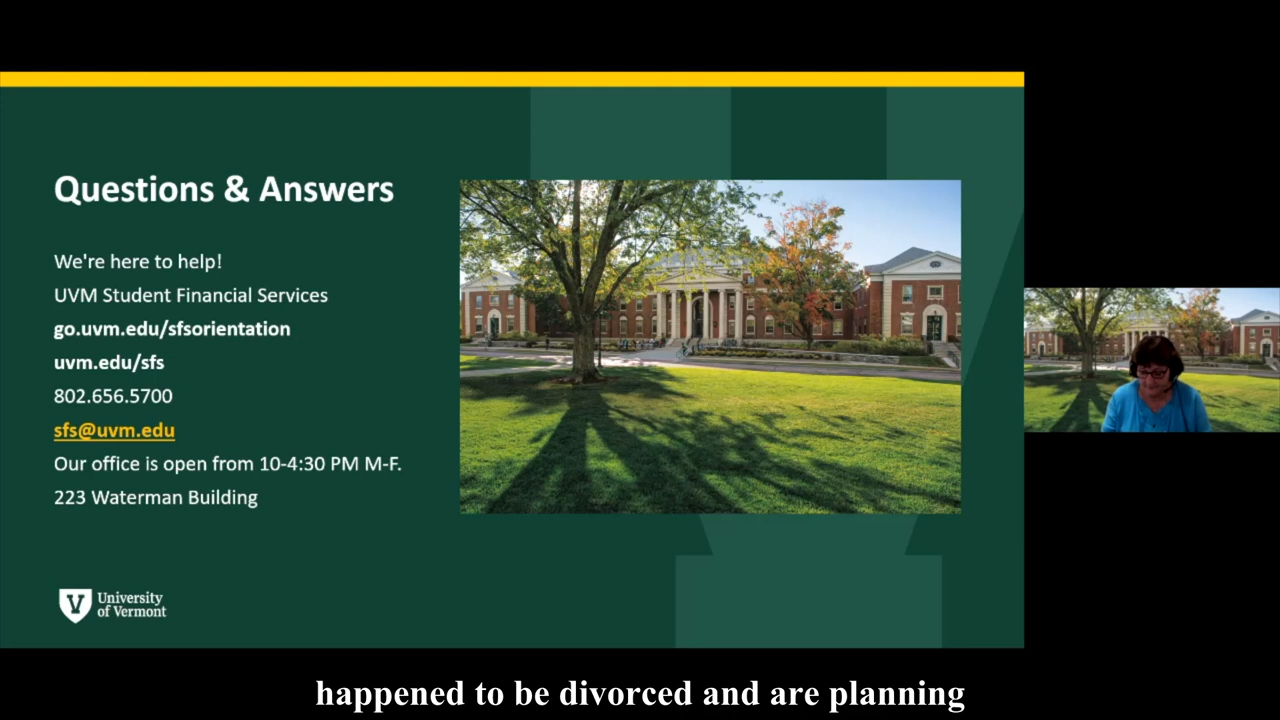 Questions & Answers
We're here to help!
UVM Student Financial Services
go.uvm.edu/sfsorientation
uvm.edu/sfs
802.656.5700
sfs@uvm.edu
Our office is open from 10-4:30 PM M-F.
223 Waterman Building
University
of Vermont
happened to be divorced and are planning